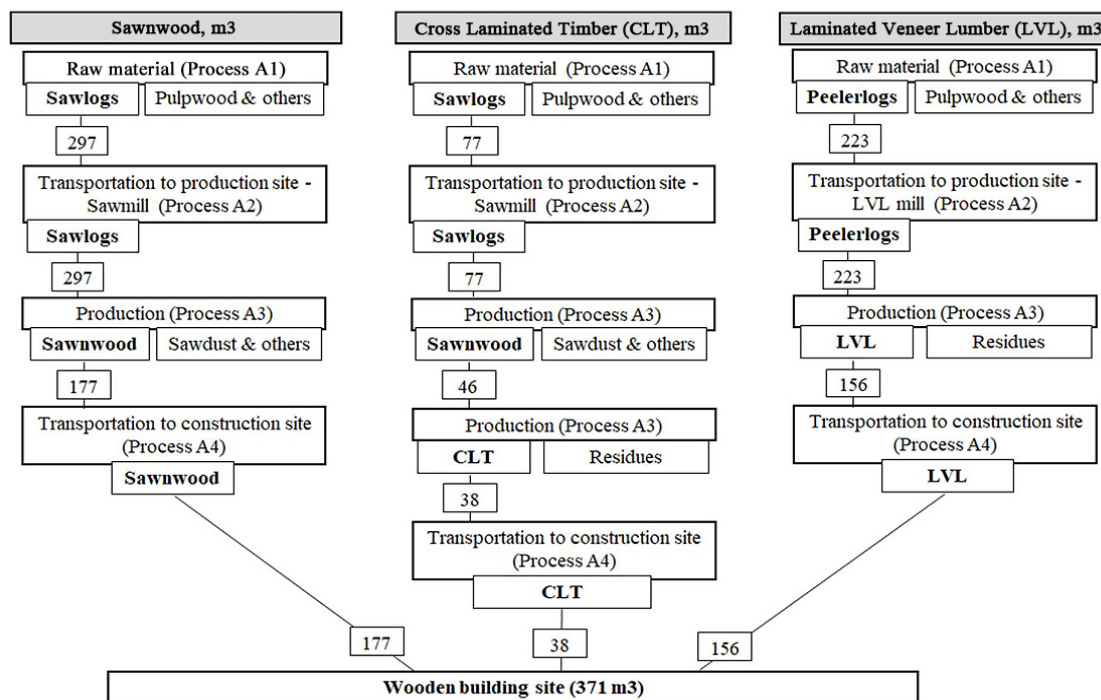 Sawnwood, m3
Raw material (Process A1)
Sawlogs
Pulpwood & others
297
Transportation to production site -
Sawmill (Process A2)
Sawlogs
297
Production (Process A3)
Sawnwood
Sawdust & others
177
Transportation to construction site
(Process A4)
Sawnwood
177
Cross Laminated Timber (CLT), m3
Raw material (Process A1)
Sawlogs
Pulpwood & others
77
Transportation to production site -
Sawmill (Process A2)
Sawlogs
77
Production (Process A3)
Sawnwood
Sawdust & others
46
Production (Process A3)
CLT
Residues
38
Transportation to construction site
(Process A4)
CLT
38
Laminated Veneer Lumber (LVL), m3
Raw material (Process A1)
Peelerlogs
Pulpwood & others
223
Transportation to production site -
LVL mill (Process A2)
Peelerlogs
223
Production (Process A3)
LVL
Residues
156
Transportation to construction site
(Process A4)
LVL
156
Wooden building site (371 m3)